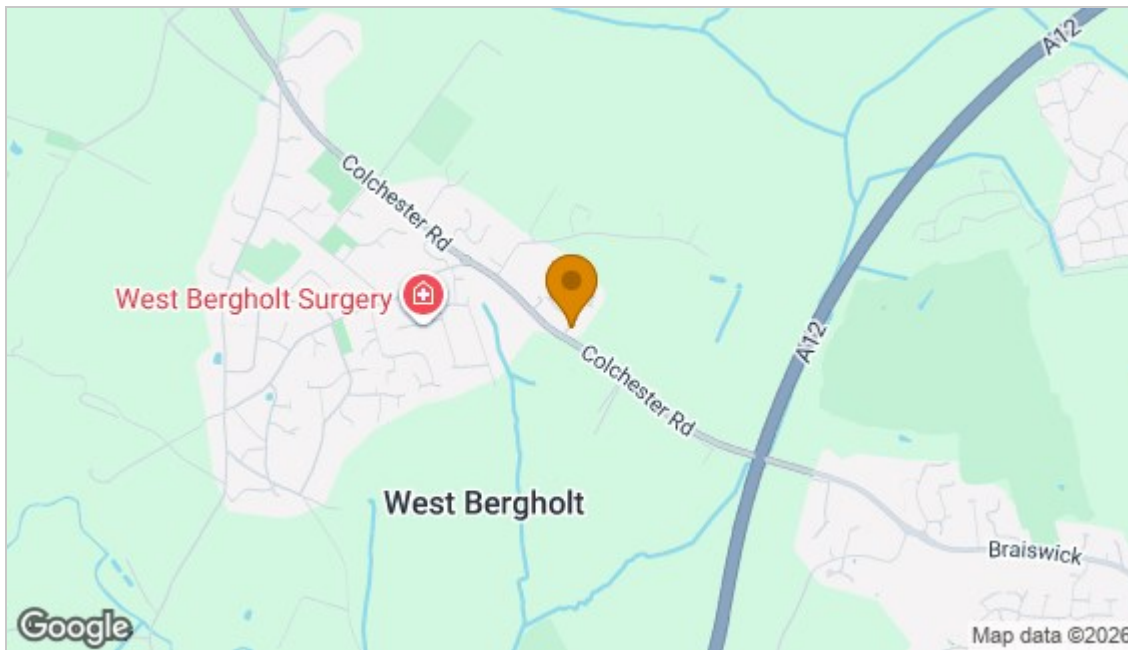 A12
Colchester Rd
West Bergholt Surgery
A12
Colchester Rd
West Bergholt
Braiswick
Google
Map data ©2026